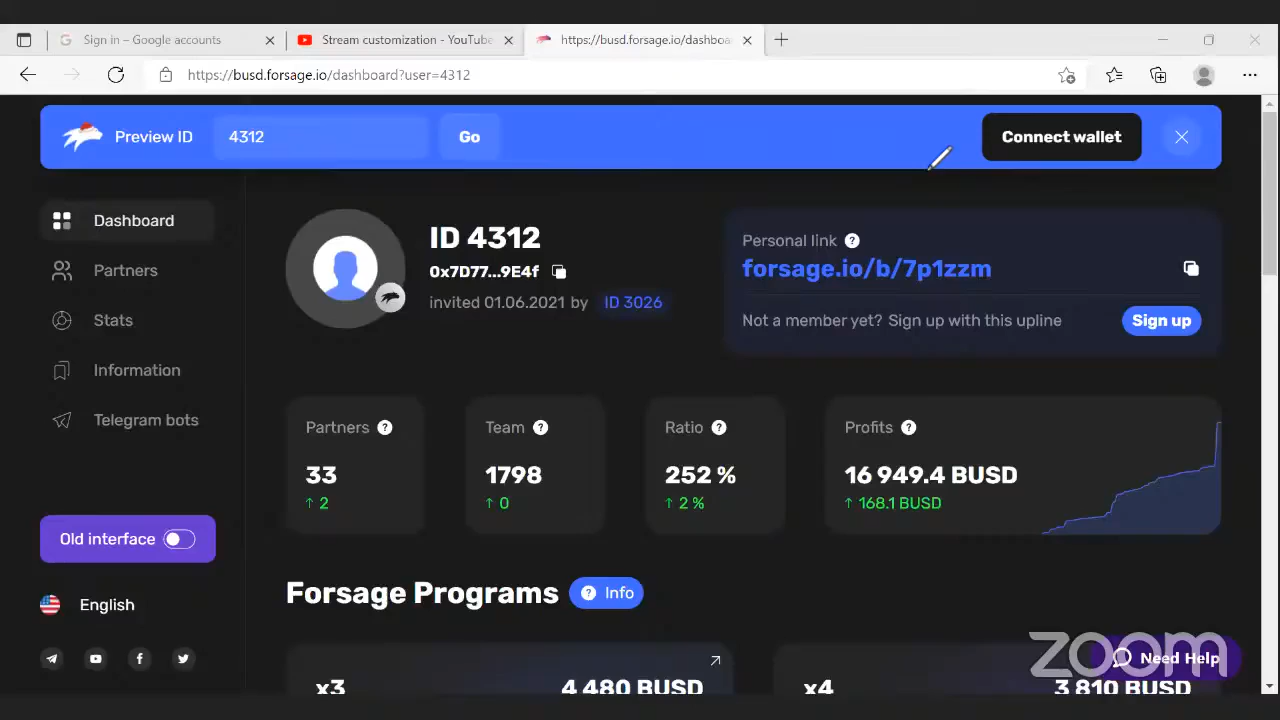 Sign in – Google accounts
Stream customization - YouTube
https://busd.forsage.io/dashboa
https://busd.forsage.io/dashboard?user=4312
Preview ID
4312
Go
Connect wallet
Dashboard
Partners
Stats
Information
Telegram bots
Old interface
English
ID 4312
0x7D77...9E4f
invited 01.06.2021 by ID 3026
Personal link ?
forsage.io/b/7p1zzm
Not a member yet? Sign up with this upline
Sign up
Partners ?
33
↑ 2
Team ?
1798
↑ 0
Ratio ?
252 %
↑ 2 %
Profits ?
16 949.4 BUSD
↑ 168.1 BUSD
Forsage Programs
? Info
x3
4 480 BUSD
x4
3 810 BUSD
zoom
Need Help